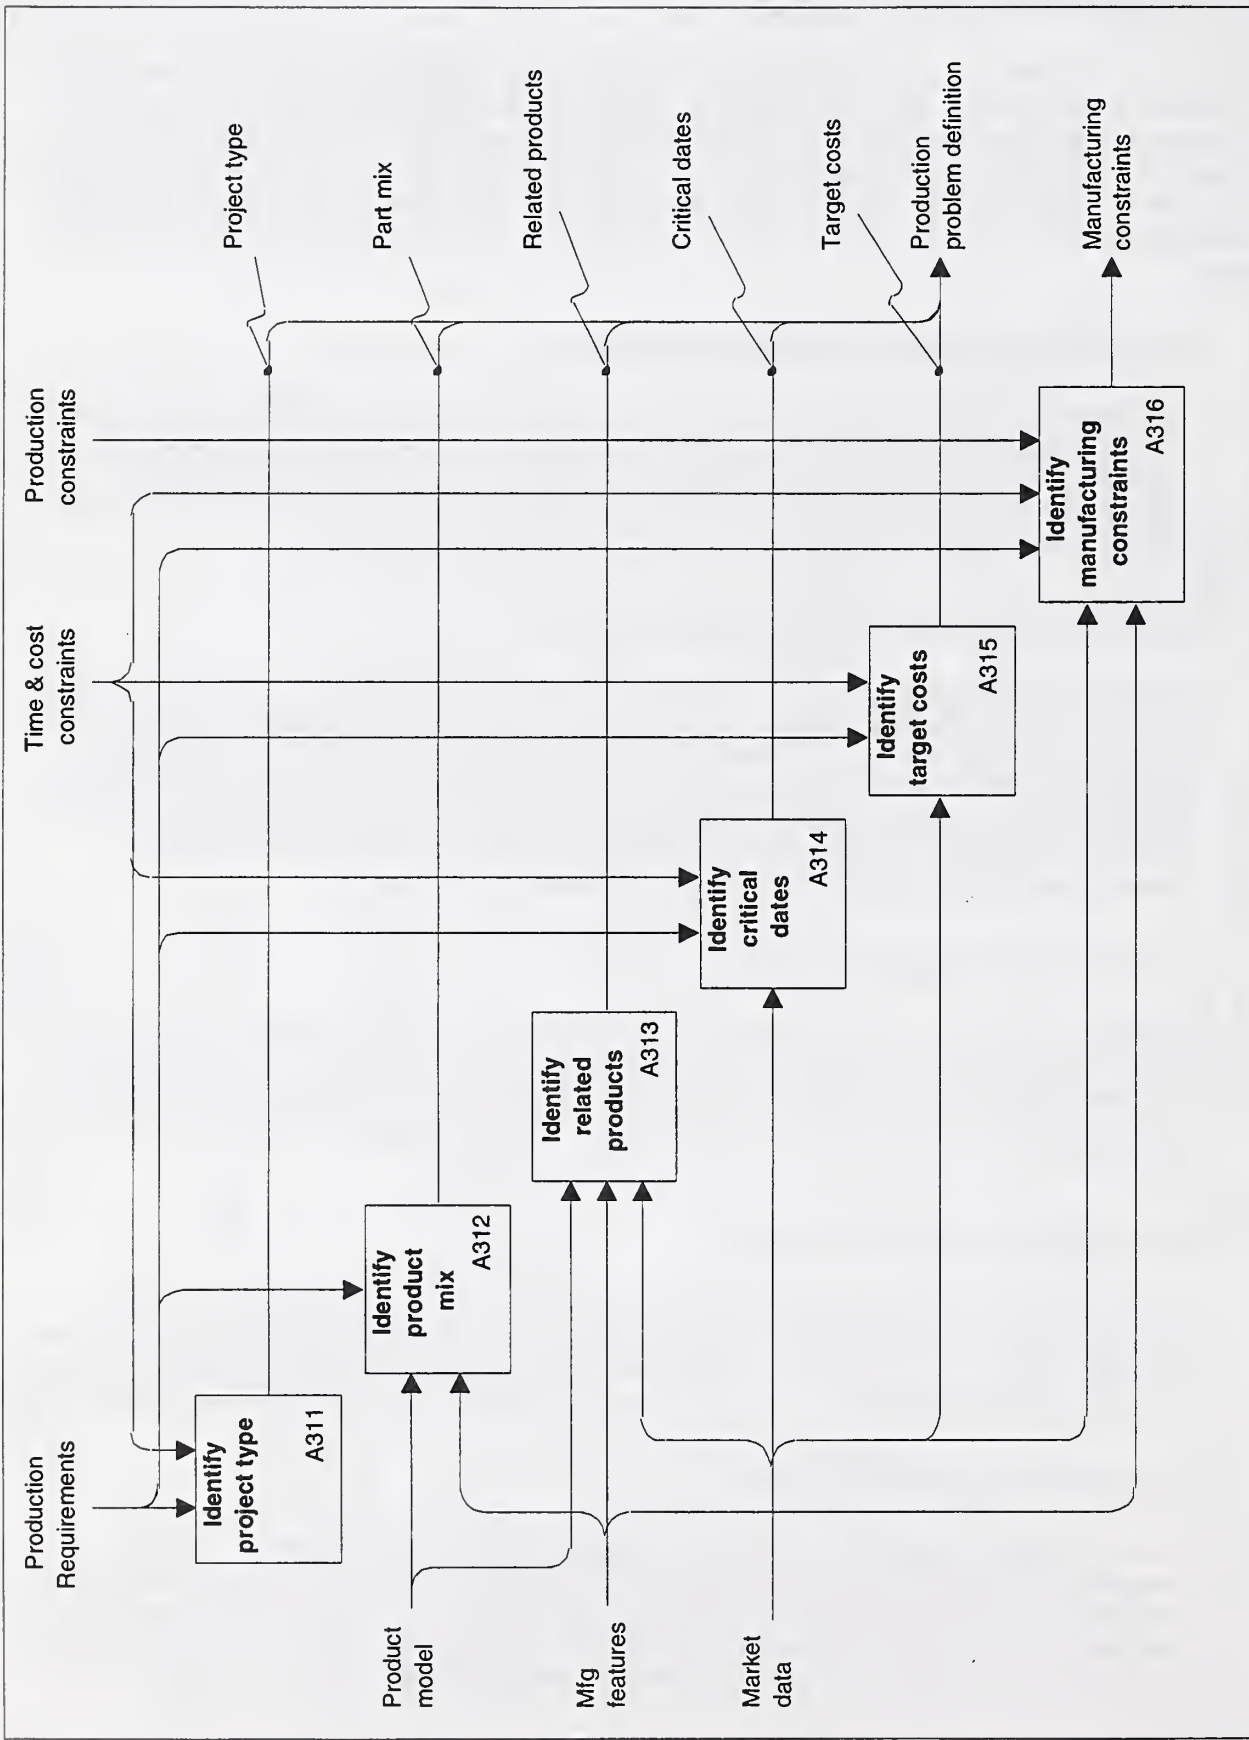 Production
Requirements
Time & cost
constraints
Production
constraints
Identify
project type
A311
Project type
Identify
product
mix
A312
Part mix
Product
model
Identify
related
products
A313
Related products
Mfg
features
Identify
critical
dates
A314
Critical dates
Market
data
Identify
target costs
A315
Target costs
Production
problem definition
Identify
manufacturing
constraints
A316
Manufacturing
constraints